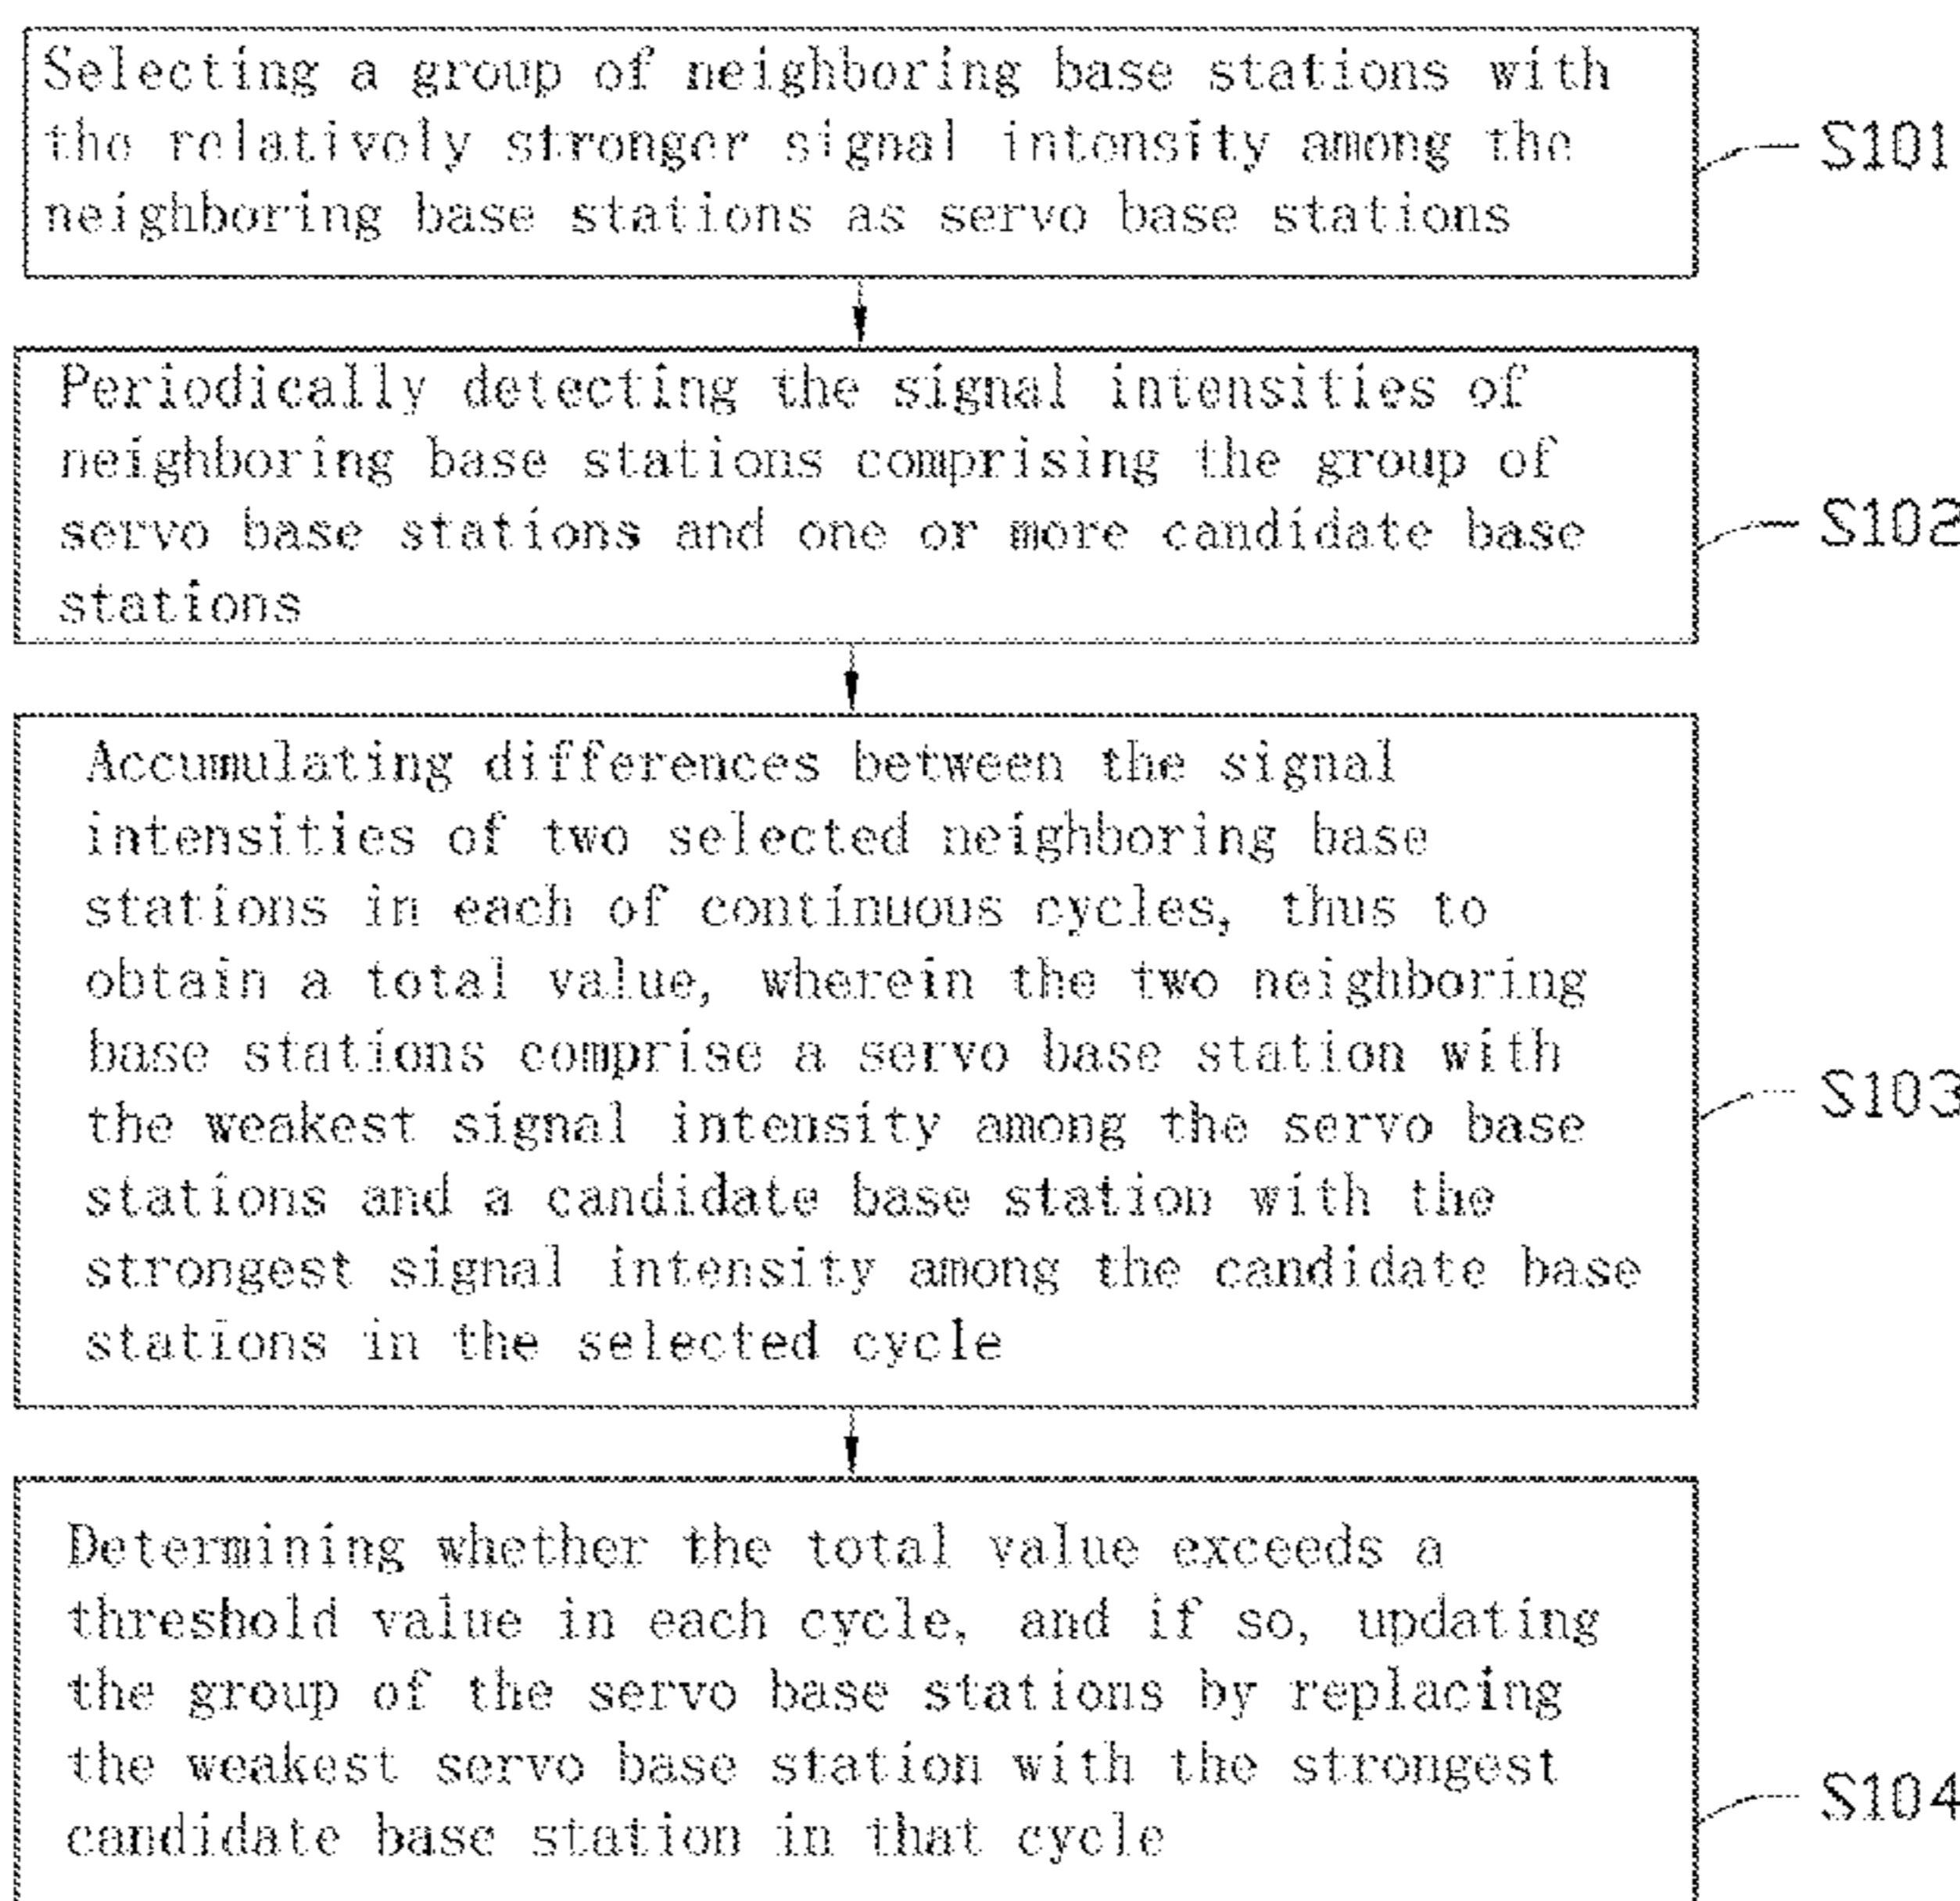 Selecting a group of neighboring base stations with
the relatively stronger signal intensity among the
neighboring base stations as servo base stations
S101
Periodically detecting the signal intensities of
neighboring base stations comprising the group of
servo base stations and one or more candidate base
stations
S102
Accumulating differences between the signal
intensities of two selected neighboring base
stations in each of continuous cycles, thus to
obtain a total value, wherein the two neighboring
base stations comprise a servo base station with
the weakest signal intensity among the servo base
stations and a candidate base station with the
strongest signal intensity among the candidate base
stations in the selected cycle
S103
Determining whether the total value exceeds a
threshold value in each cycle, and if so, updating
the group of the servo base stations by replacing
the weakest servo base station with the strongest
candidate base station in that cycle
S104